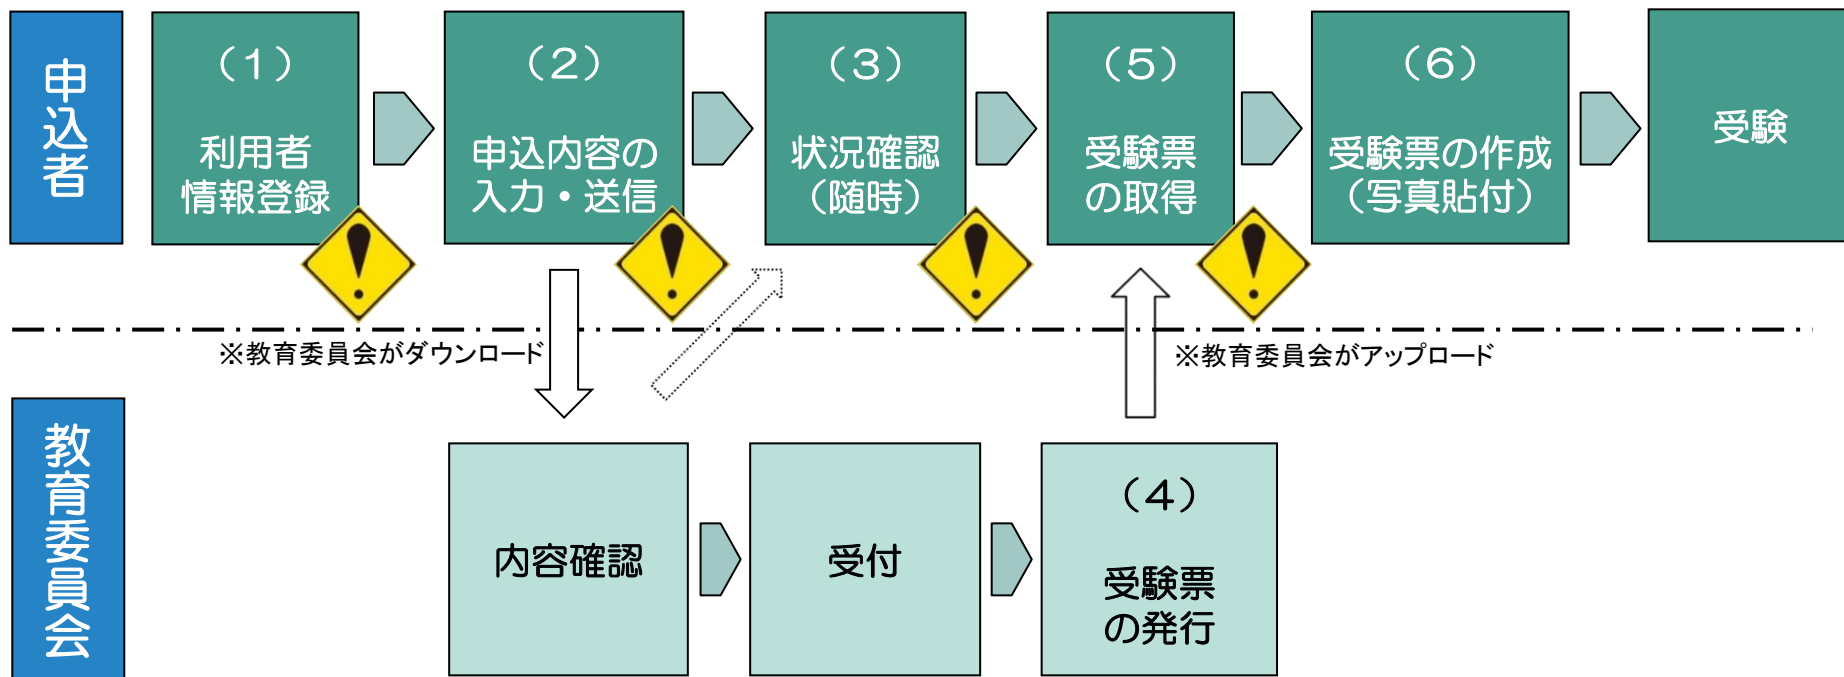 申込者
（1）
利用者
情報登録
（2）
申込内容の
入力・送信
（3）
状況確認
（随時）
（5）
受験票
の取得
（6）
受験票の作成
（写真貼付）
受験
※教育委員会がダウンロード
※教育委員会がアップロード
教育委員会
内容確認
受付
（4）
受験票
の発行